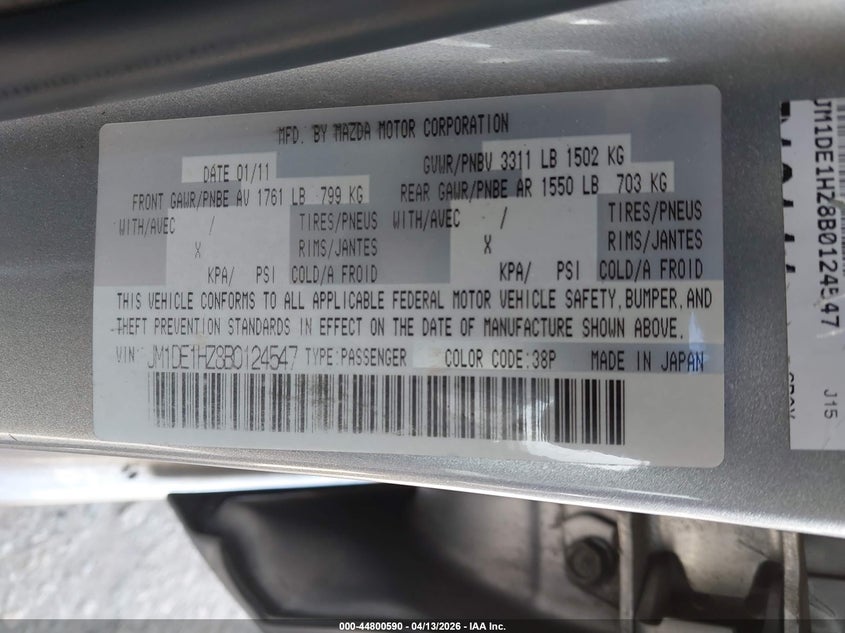 MFD. BY MAZDA MOTOR CORPORATION
DATE 01/11 GVWR/PNBV 3311 LB 1502 KG
FRONT GAWR/PNBE AV 1761 LB 799 KG REAR GAWR/PNBE AR 1550 LB 703 KG
WITH/AVEC / TIRES/PNEUS WITH/AVEC / TIRES/PNEUS
X RIMS/JANTES X RIMS/JANTES
KPA/ PSI COLD/A FROID KPA/ PSI COLD/A FROID
THIS VEHICLE CONFORMS TO ALL APPLICABLE FEDERAL MOTOR VEHICLE SAFETY, BUMPER, AND
THEFT PREVENTION STANDARDS IN EFFECT ON THE DATE OF MANUFACTURE SHOWN ABOVE.
VIN: JM1DE1HZ8B0124547 TYPE:PASSENGER COLOR CODE:38P MADE IN JAPAN
JM1DE1HZ8B0124547
J15
000-44800590 - 04/13/2026 - IAA Inc.